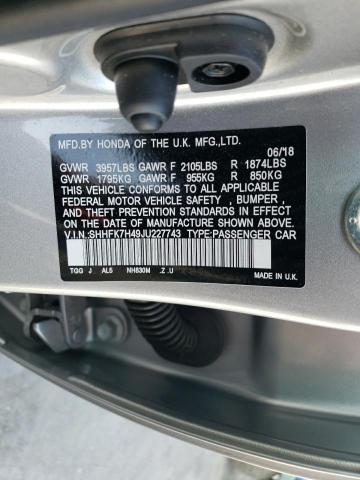 MFD.BY HONDA OF THE U.K. MFG.,LTD.
06/18
GVWR 3957LBS GAWR F 2105LBS R 1874LBS
GVWR 1795KG GAWR F 955KG R 850KG
THIS VEHICLE CONFORMS TO ALL APPLICABLE
FEDERAL MOTOR VEHICLE SAFETY , BUMPER ,
AND THEFT PREVENTION STANDARDS IN EFFECT
ON THE DATE OF MANUFACTURE SHOWN ABOVE.
V.I.N.:SHHFK7H49JU227743 TYPE:PASSENGER CAR
TGG J AL5 NH830M .Z .U MADE IN U.K.